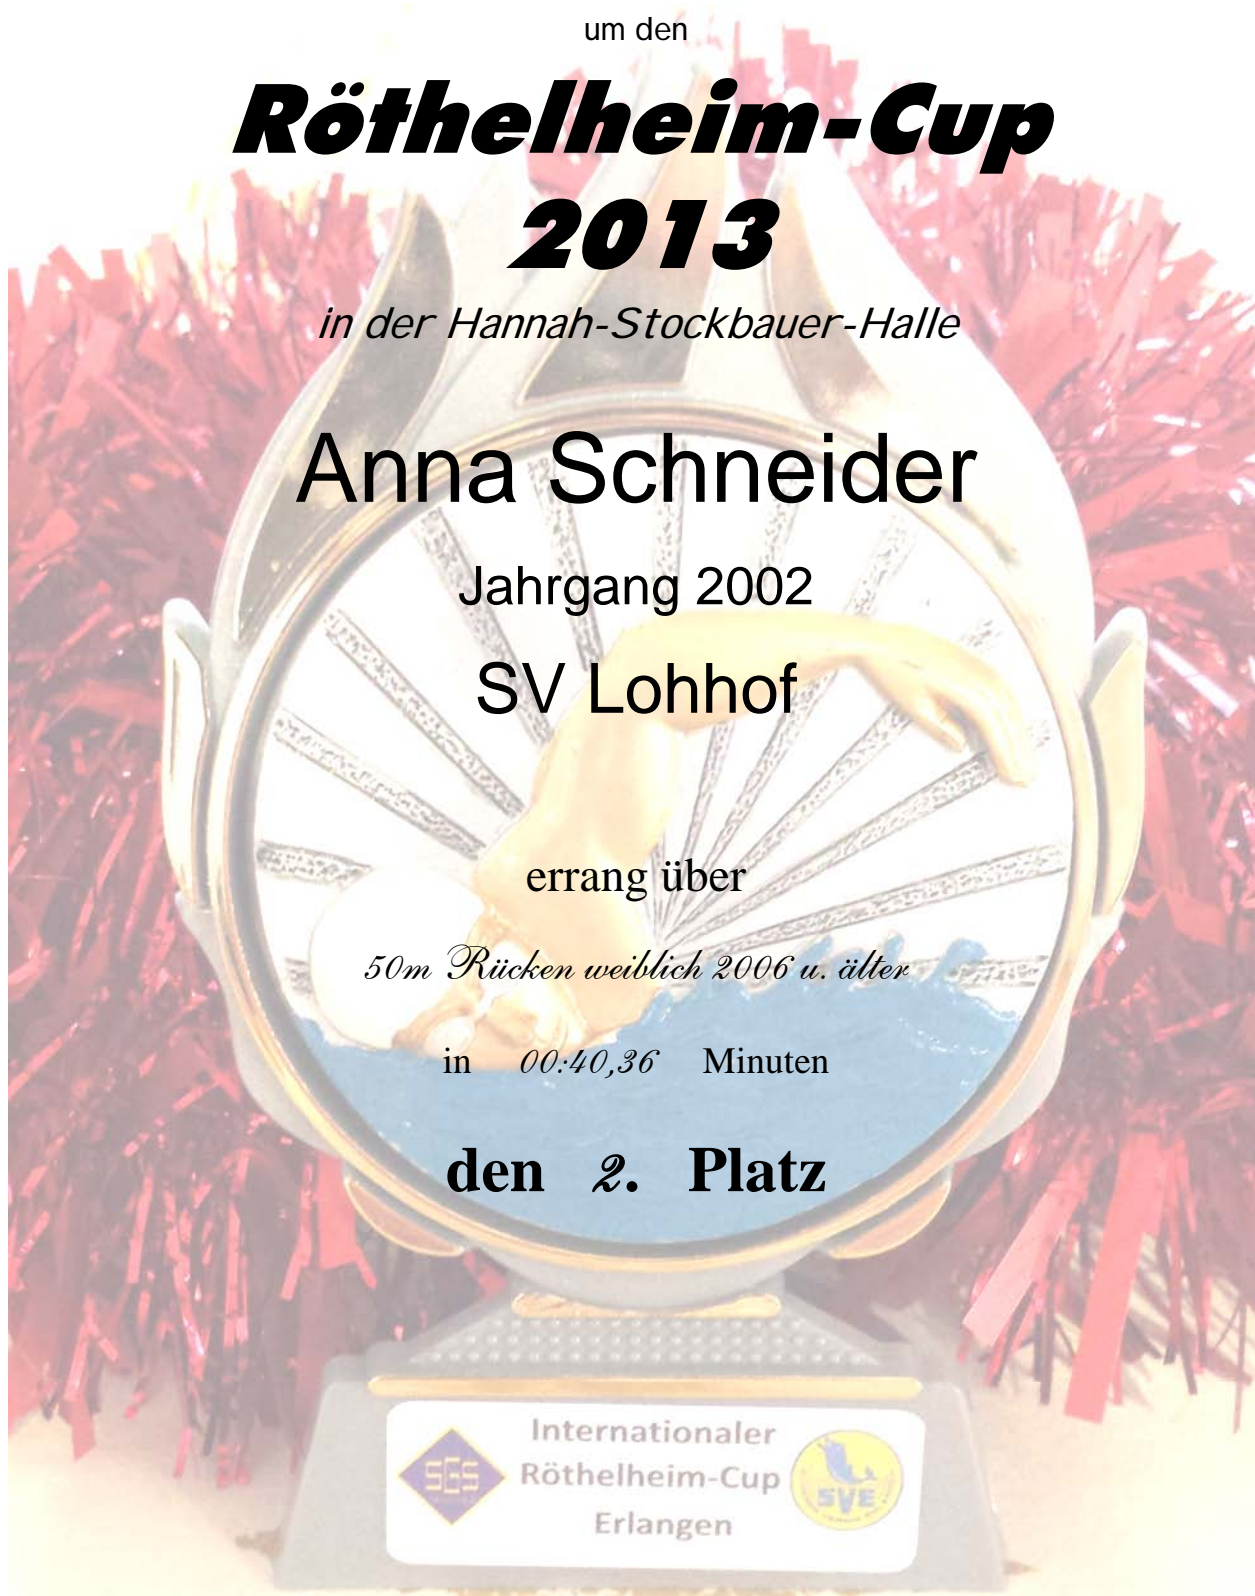 um den
Röthelheim-Cup
2013
in der Hannah-Stockbauer-Halle
Anna Schneider
Jahrgang 2002
SV Lohhof
errang über
50m Rücken weiblich 2006 u. älter
in 00:40,36 Minuten
den 2. Platz
Internationaler
Röthelheim-Cup
Erlangen
SGS
SVE